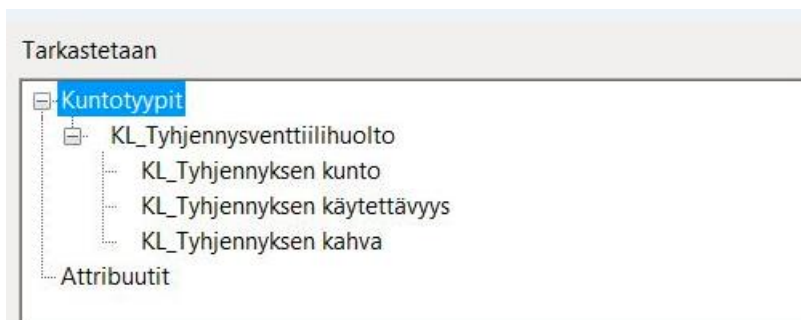 Tarkastetaan
Kuntotyypit
KL_Tyhjennysventtiilihuolto
KL_Tyhjennyksen kunto
KL_Tyhjennyksen käytettävyys
KL_Tyhjennyksen kahva
Attribuutit